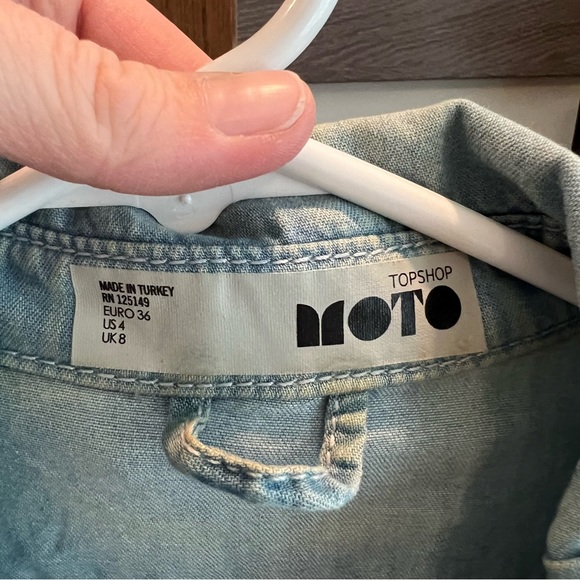 MADE IN TURKEY
RN 125149
EURO 36
US 4
UK 8
TOPSHOP
MOTO